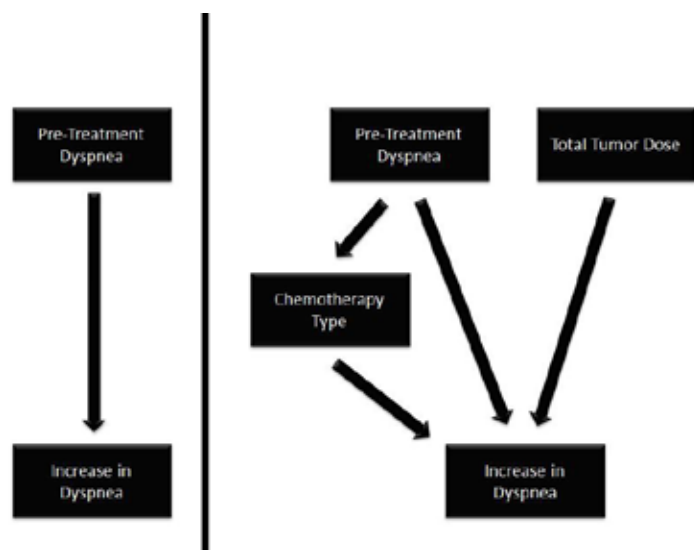 Pre-Treatment
Dyspnea
Increase in
Dyspnea
Pre-Treatment
Dyspnea
Total Tumor Dose
Chemotherapy
Type
Increase in
Dyspnea